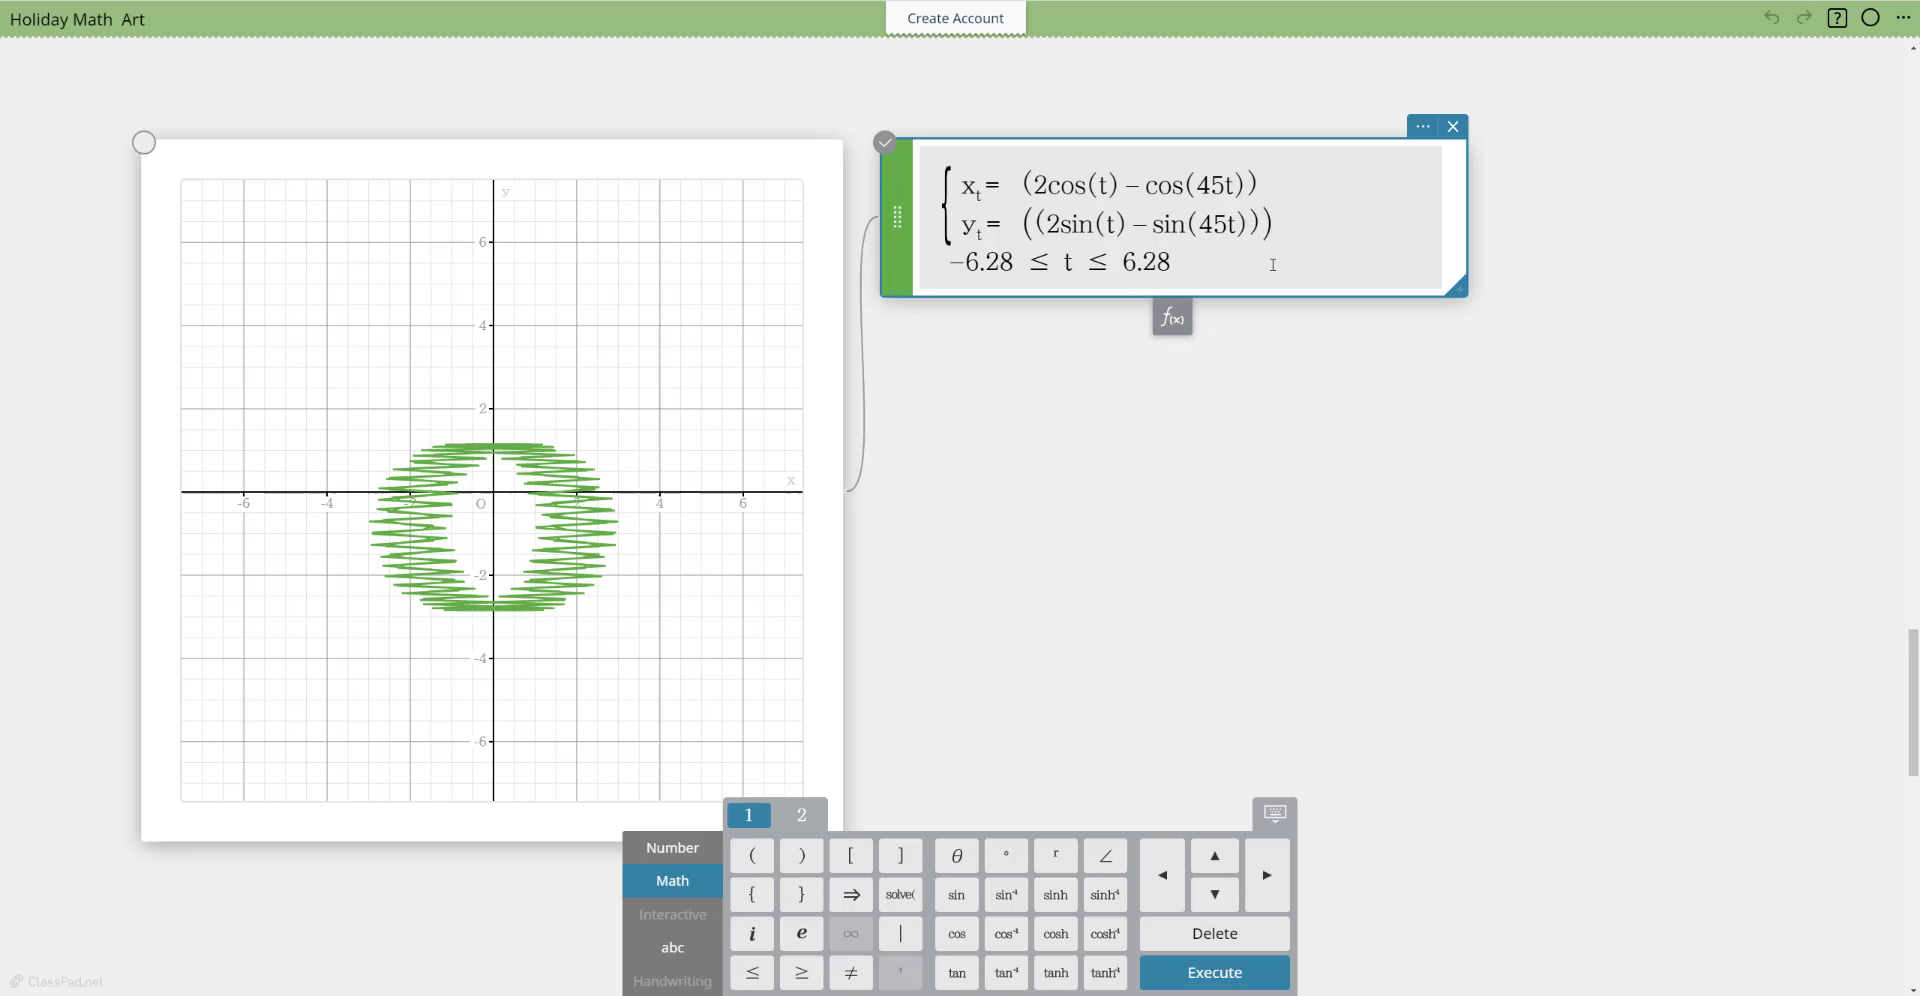 Holiday Math Art
Create Account
?
...
y
6
4
2
x
-6
-4
-2
O
2
4
6
-2
-4
-6
...
xt= (2cos(t) – cos(45t))
yt= ((2sin(t) – sin(45t)))
–6.28 ≤ t ≤ 6.28
f(x)
1 2
Number
Math
Interactive
abc
Handwriting
( ) [ ] θ ° r ∠
{ } ⇒ solve( sin sin⁻¹ sinh sinh⁻¹
i e ∞ | cos cos⁻¹ cosh cosh⁻¹ Delete
≤ ≥ ≠ , tan tan⁻¹ tanh tanh⁻¹ Execute
ClassPad.net